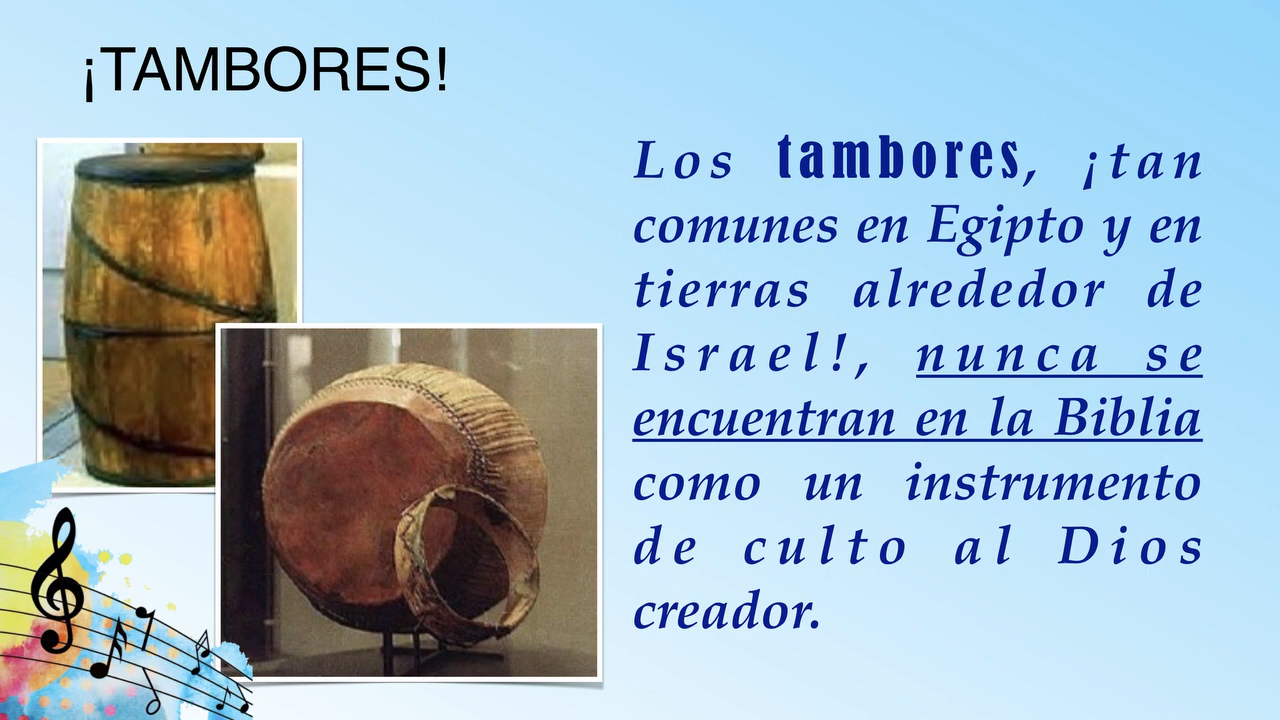 ¡TAMBORES!
Los tambores, ¡tan
comunes en Egipto y en
tierras alrededor de
Israel!, nunca se
encuentran en la Biblia
como un instrumento
de culto al Dios
creador.